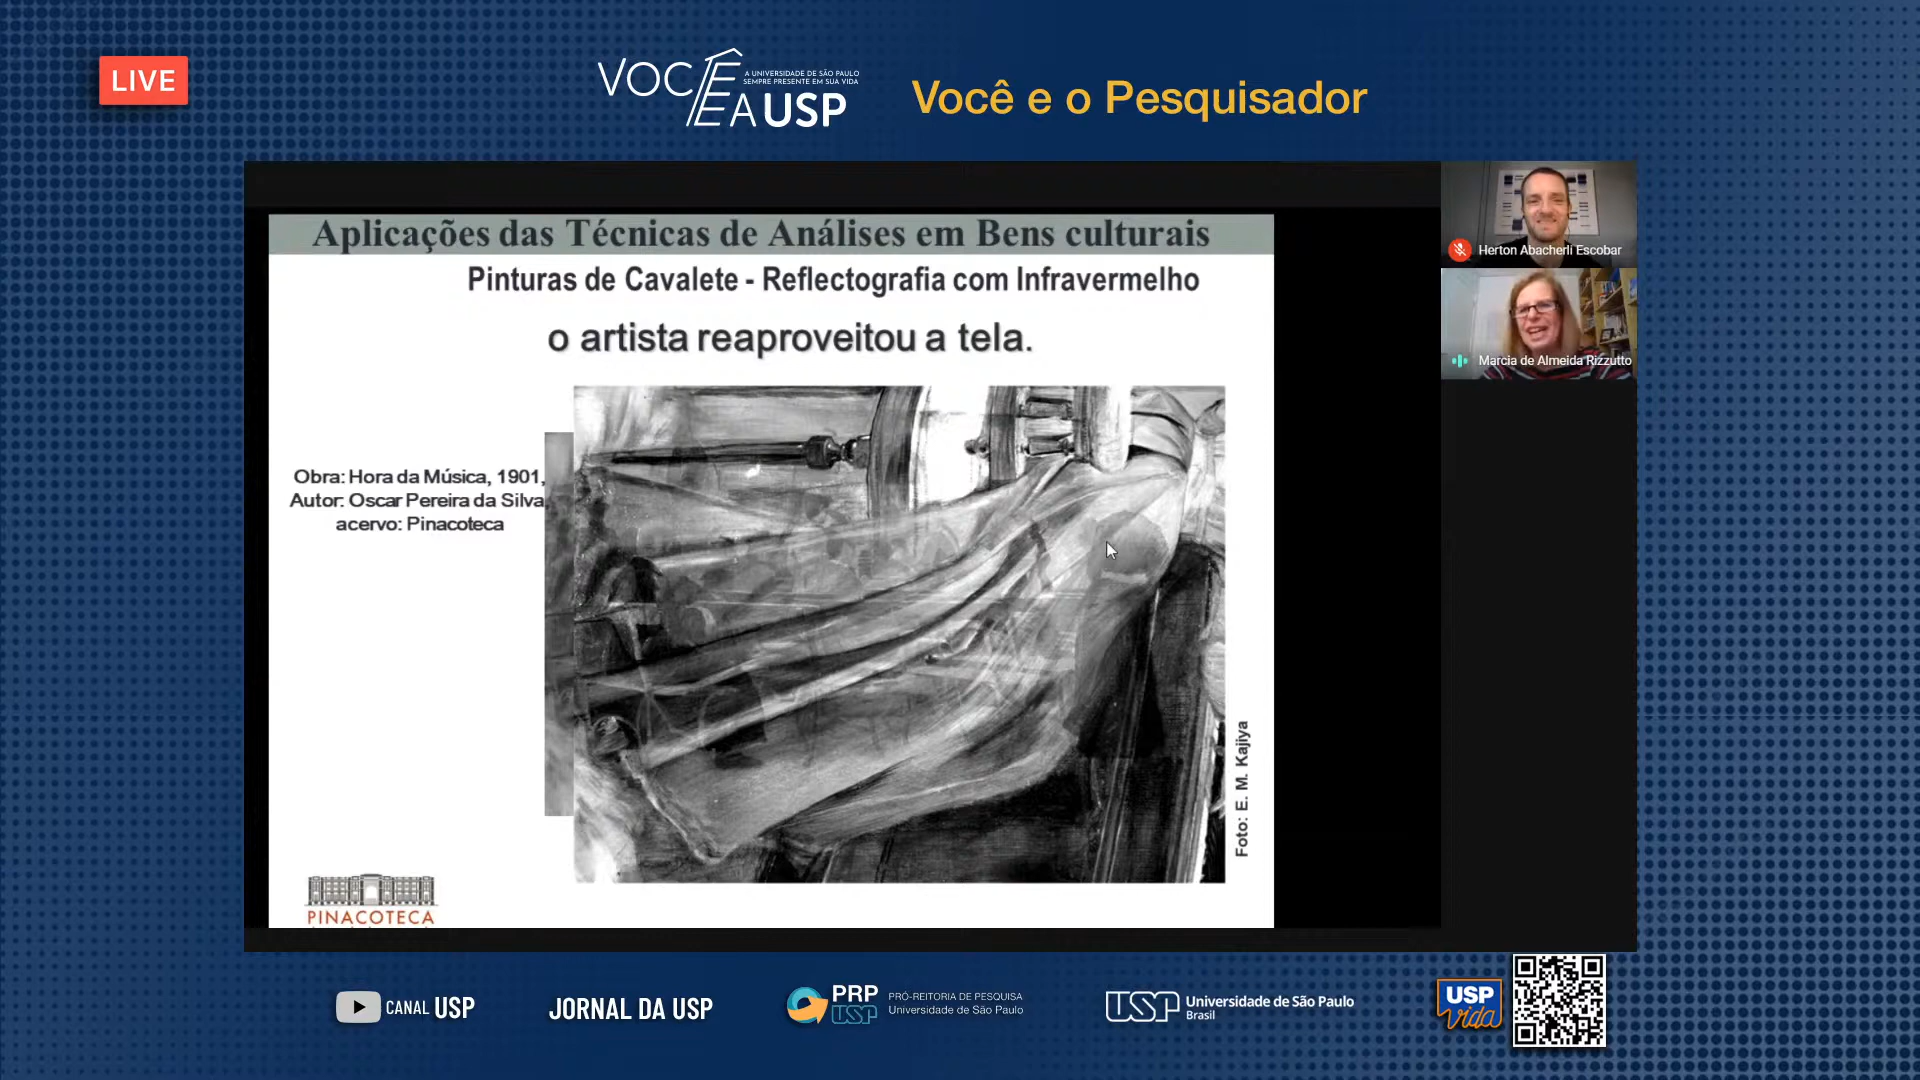 LIVE
VOCÊ
A UNIVERSIDADE DE SÃO PAULO
SEMPRE PRESENTE EM SUA VIDA
E A USP
Você e o Pesquisador
Aplicações das Técnicas de Análises em Bens culturais
Pinturas de Cavalete - Reflectografia com Infravermelho
o artista reaproveitou a tela.
Obra: Hora da Música, 1901,
Autor: Oscar Pereira da Silva,
acervo: Pinacoteca
Foto: E. M. Kajiya
PINACOTECA
Herton Abacherli Escobar
Marcia de Almeida Rizzutto
CANAL USP
JORNAL DA USP
PRP
USP
PRÓ-REITORIA DE PESQUISA
Universidade de São Paulo
USP
Universidade de São Paulo
Brasil
USP
Vida